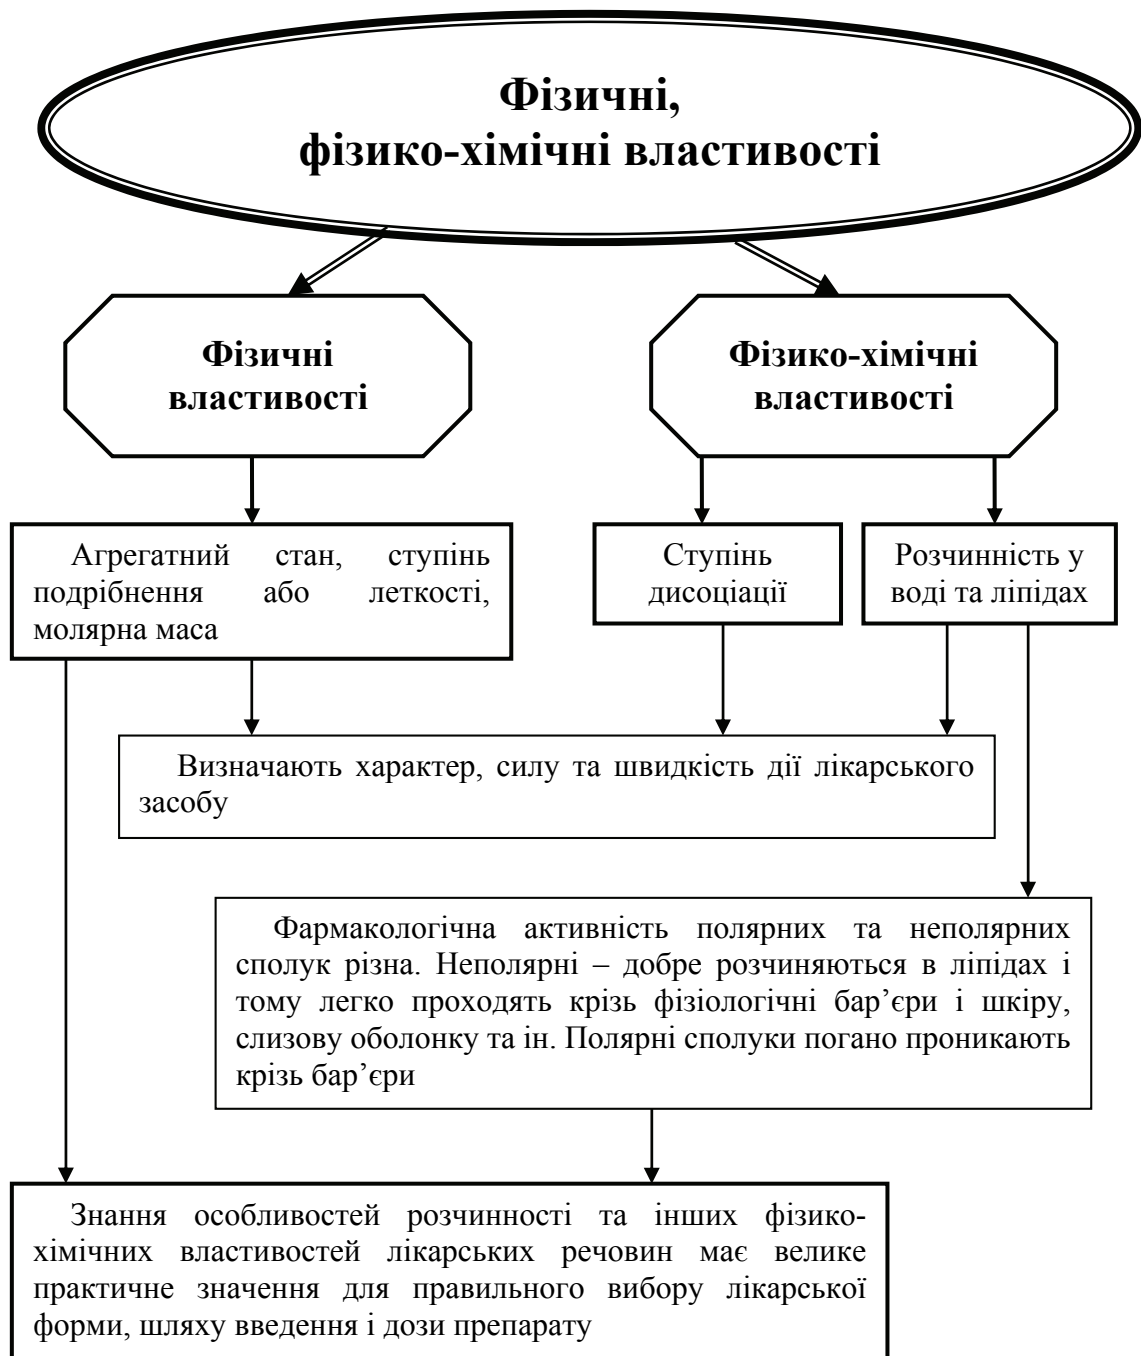 Фізичні,
фізико-хімічні властивості
Фізичні
властивості
Фізико-хімічні
властивості
Агрегатний стан, ступінь
подрібнення або леткості,
молярна маса
Ступінь
дисоціації
Розчинність у
воді та ліпідах
Визначають характер, силу та швидкість дії лікарського
засобу
Фармакологічна активність полярних та неполярних
сполук різна. Неполярні – добре розчиняються в ліпідах і
тому легко проходять крізь фізіологічні бар’єри і шкіру,
слизову оболонку та ін. Полярні сполуки погано проникають
крізь бар’єри
Знання особливостей розчинності та інших фізико-
хімічних властивостей лікарських речовин має велике
практичне значення для правильного вибору лікарської
форми, шляху введення і дози препарату